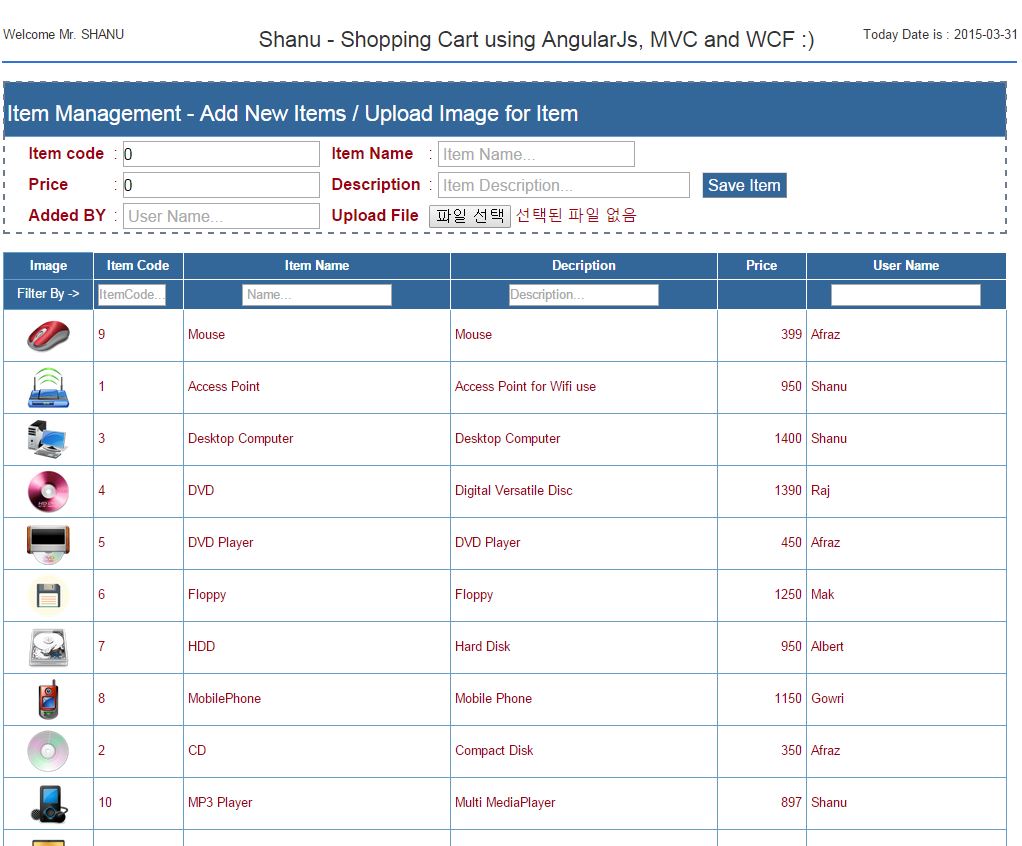 Welcome Mr. SHANU
Shanu - Shopping Cart using AngularJs, MVC and WCF :)
Today Date is : 2015-03-31
Item Management - Add New Items / Upload Image for Item
Item code : 0 Item Name : Item Name...
Price : 0 Description : Item Description... Save Item
Added BY : User Name... Upload File 파일 선택 선택된 파일 없음
Image Item Code Item Name Decription Price User Name
Filter By -> ItemCode... Name... Description...
9 Mouse Mouse 399 Afraz
1 Access Point Access Point for Wifi use 950 Shanu
3 Desktop Computer Desktop Computer 1400 Shanu
4 DVD Digital Versatile Disc 1390 Raj
5 DVD Player DVD Player 450 Afraz
6 Floppy Floppy 1250 Mak
7 HDD Hard Disk 950 Albert
8 MobilePhone Mobile Phone 1150 Gowri
2 CD Compact Disk 350 Afraz
10 MP3 Player Multi MediaPlayer 897 Shanu